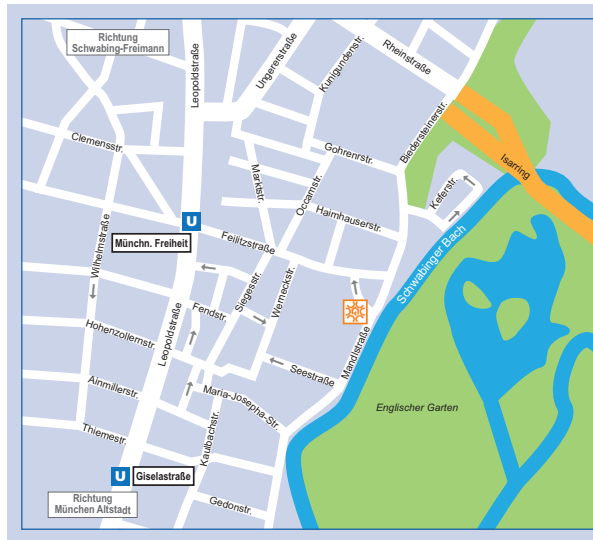 Richtung
Schwabing-Freimann
Leopoldstraße
Ungererstraße
Kunigundenstr.
Rheinstraße
Clemensstr.
Gohrenrstr.
Biedersteinerstr.
Isarring
Marktstr.
Occamstr.
Keferstr.
Haimhauserstr.
U
Münchn. Freiheit
Feilitzstraße
Wilhelmstraße
Schwabinger Bach
Siegesstr.
Werneckstr.
Fendstr.
Hohenzollernstr.
Leopoldstraße
Mandlstraße
Seestraße
Ainmillerstr.
Maria-Josepha-Str.
Englischer Garten
Thiemestr.
Kaulbachstr.
U
Giselastraße
Richtung
München Altstadt
Gedonstr.